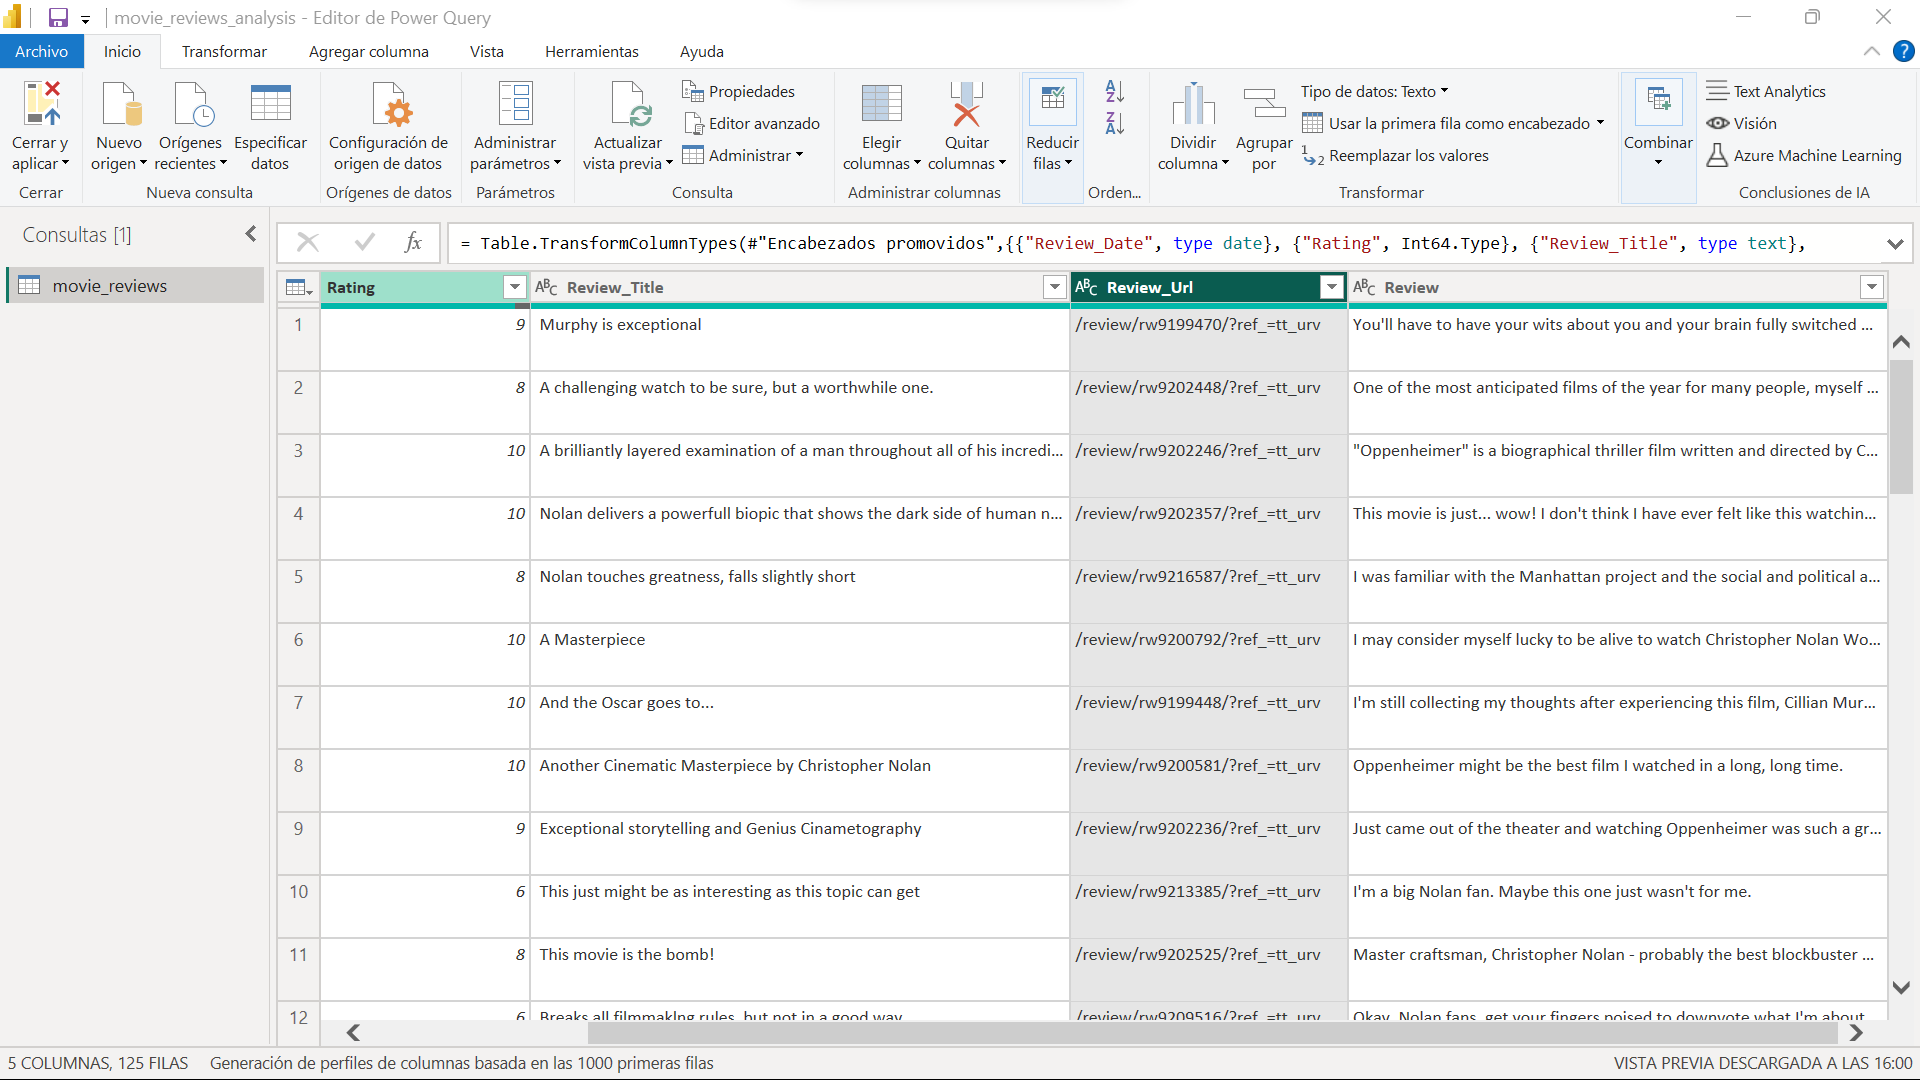 movie_reviews_analysis - Editor de Power Query
Archivo Inicio Transformar Agregar columna Vista Herramientas Ayuda
Cerrar y aplicar
Cerrar
Nuevo origen
Orígenes recientes
Especificar datos
Nueva consulta
Configuración de origen de datos
Orígenes de datos
Administrar parámetros
Parámetros
Actualizar vista previa
Propiedades
Editor avanzado
Administrar
Consulta
Elegir columnas
Quitar columnas
Administrar columnas
Reducir filas
Orden...
Dividir columna
Agrupar por
Tipo de datos: Texto
Usar la primera fila como encabezado
Reemplazar los valores
Transformar
Combinar
Text Analytics
Visión
Azure Machine Learning
Conclusiones de IA
Consultas [1]
movie_reviews
fx
= Table.TransformColumnTypes(#"Encabezados promovidos",{{"Review_Date", type date}, {"Rating", Int64.Type}, {"Review_Title", type text},
Rating ABC Review_Title ABC Review_Url ABC Review
1 9 Murphy is exceptional /review/rw9199470/?ref_=tt_urv You'll have to have your wits about you and your brain fully switched ...
2 8 A challenging watch to be sure, but a worthwhile one. /review/rw9202448/?ref_=tt_urv One of the most anticipated films of the year for many people, myself ...
3 10 A brilliantly layered examination of a man throughout all of his incredi... /review/rw9202246/?ref_=tt_urv "Oppenheimer" is a biographical thriller film written and directed by C...
4 10 Nolan delivers a powerfull biopic that shows the dark side of human n... /review/rw9202357/?ref_=tt_urv This movie is just... wow! I don't think I have ever felt like this watchin...
5 8 Nolan touches greatness, falls slightly short /review/rw9216587/?ref_=tt_urv I was familiar with the Manhattan project and the social and political a...
6 10 A Masterpiece /review/rw9200792/?ref_=tt_urv I may consider myself lucky to be alive to watch Christopher Nolan Wo...
7 10 And the Oscar goes to... /review/rw9199448/?ref_=tt_urv I'm still collecting my thoughts after experiencing this film, Cillian Mur...
8 10 Another Cinematic Masterpiece by Christopher Nolan /review/rw9200581/?ref_=tt_urv Oppenheimer might be the best film I watched in a long, long time.
9 9 Exceptional storytelling and Genius Cinametography /review/rw9202236/?ref_=tt_urv Just came out of the theater and watching Oppenheimer was such a gr...
10 6 This just might be as interesting as this topic can get /review/rw9213385/?ref_=tt_urv I'm a big Nolan fan. Maybe this one just wasn't for me.
11 8 This movie is the bomb! /review/rw9202525/?ref_=tt_urv Master craftsman, Christopher Nolan - probably the best blockbuster ...
12 6 Breaks all filmmaking rules, but not in a good way /review/rw9209516/?ref_=tt_urv Okay, Nolan fans, get your fingers poised to downvote what I'm about
5 COLUMNAS, 125 FILAS Generación de perfiles de columnas basada en las 1000 primeras filas VISTA PREVIA DESCARGADA A LAS 16:00